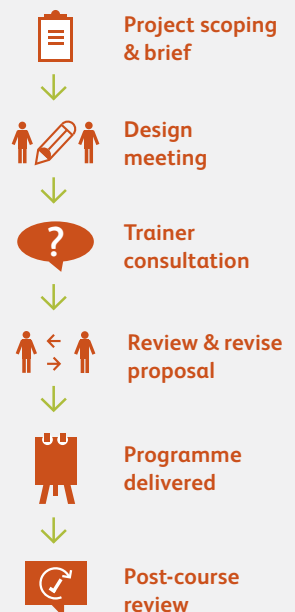 Project scoping
& brief
Design
meeting
?
Trainer
consultation
Review & revise
proposal
Programme
delivered
Post-course
review